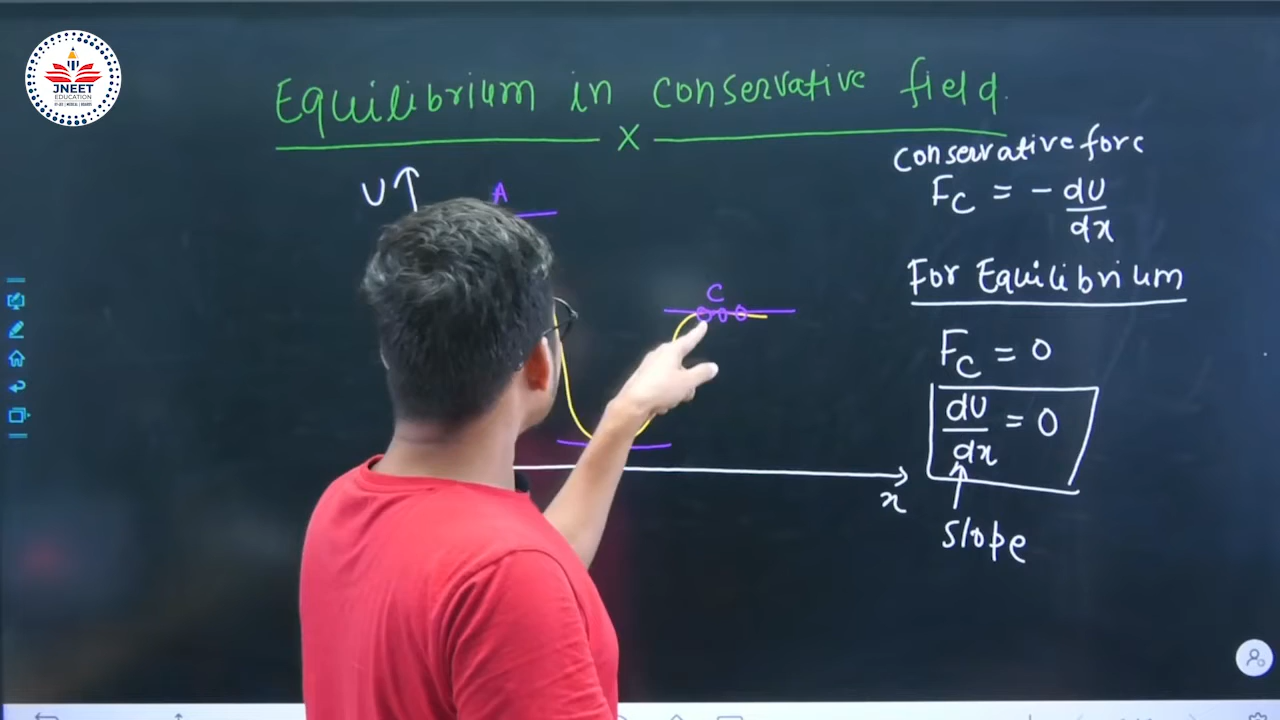 JNEET
EDUCATION
Equilibrium in conservative field.
x
U
A
C
x
Conservative forc
Fc = - dU
dx
For Equilibrium
Fc = 0
dU
dx
= 0
slope